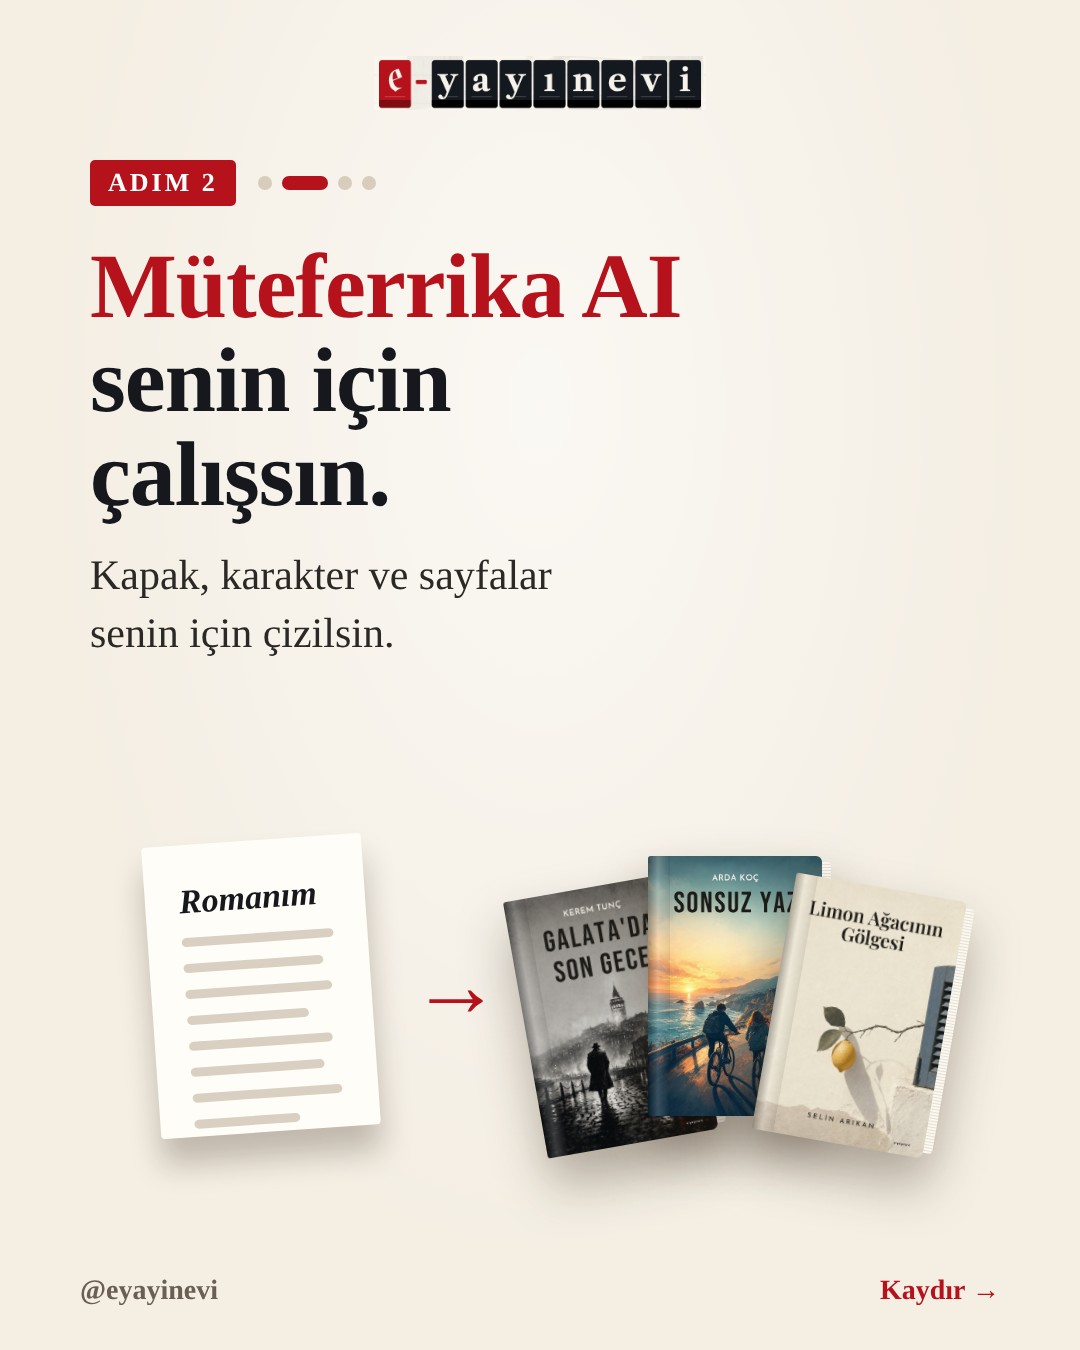 e-yayınevi
ADIM 2
Müteferrika AI
senin için
çalışsın.
Kapak, karakter ve sayfalar
senin için çizilsin.
Romanım
→
KEREM TUNÇ
GALATA'DA
SON GECE
ARDA KOÇ
SONSUZ YAZ
Limon Ağacının
Gölgesi
SELİN ARIKAN
@eyayinevi
Kaydır →